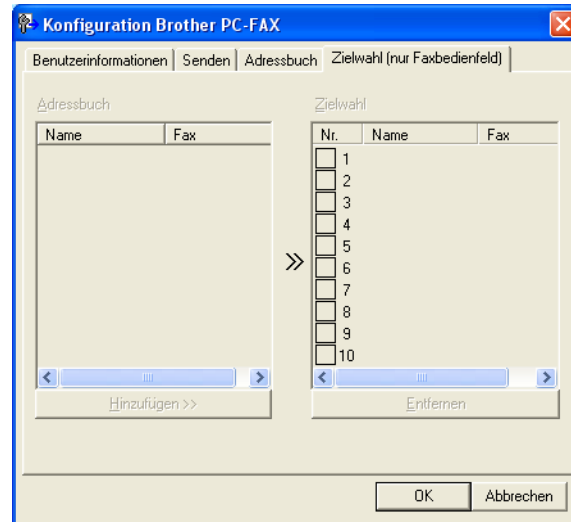 Konfiguration Brother PC-FAX
Benutzerinformationen Senden Adressbuch Zielwahl (nur Faxbedienfeld)
Adressbuch Zielwahl
Name Fax Nr. Name Fax
1
2
3
4
5
6
7
8
9
10
Hinzufügen >> Entfernen
OK Abbrechen